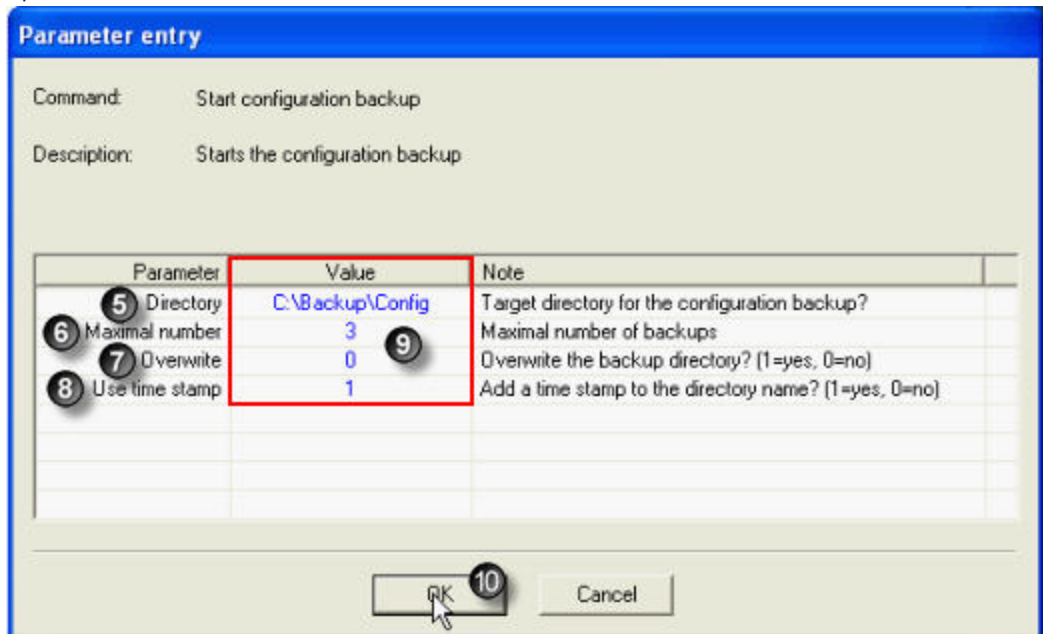 Parameter entry
Command: Start configuration backup
Description: Starts the configuration backup
Parameter Value Note
5 Directory C:\Backup\Config Target directory for the configuration backup?
6 Maximal number 3 Maximal number of backups
7 Overwrite 0 9 Overwrite the backup directory? (1=yes, 0=no)
8 Use time stamp 1 Add a time stamp to the directory name? (1=yes, 0=no)
OK 10 Cancel